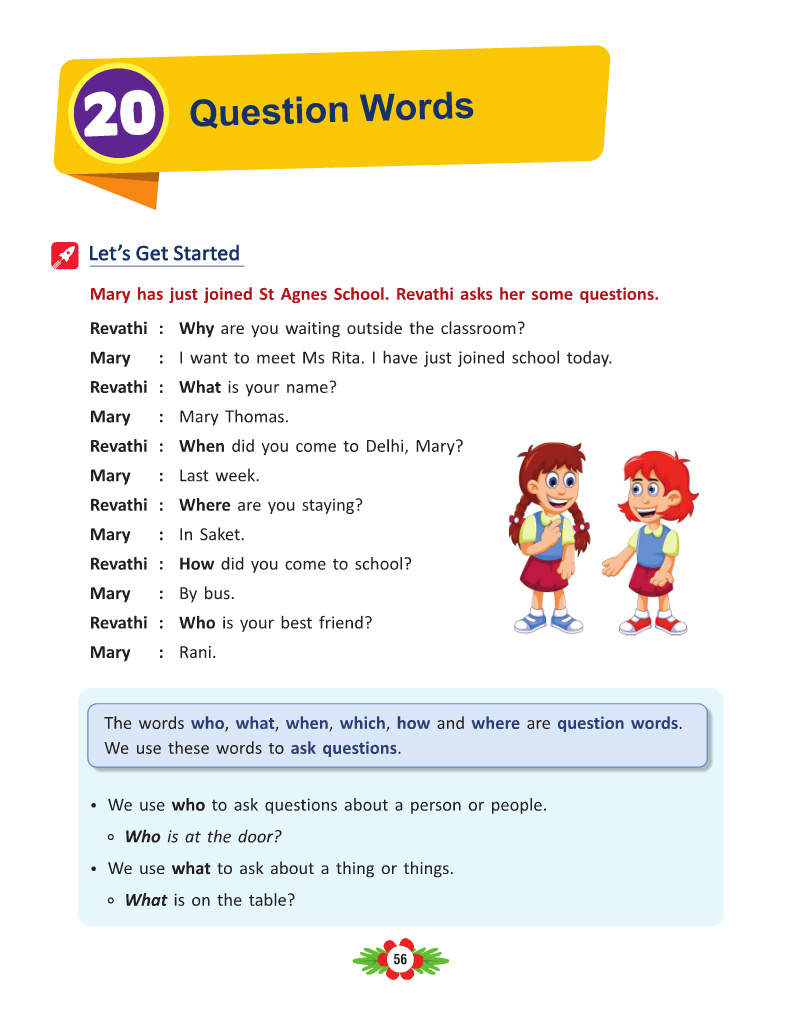 20
Question Words
Let's Get Started
Mary has just joined St Agnes School. Revathi asks her some questions.
Revathi : Why are you waiting outside the classroom?
Mary : I want to meet Ms Rita. I have just joined school today.
Revathi : What is your name?
Mary : Mary Thomas.
Revathi : When did you come to Delhi, Mary?
Mary : Last week.
Revathi : Where are you staying?
Mary : In Saket.
Revathi : How did you come to school?
Mary : By bus.
Revathi : Who is your best friend?
Mary : Rani.
The words who, what, when, which, how and where are question words.
We use these words to ask questions.
• We use who to ask questions about a person or people.
○ Who is at the door?
• We use what to ask about a thing or things.
○ What is on the table?
56